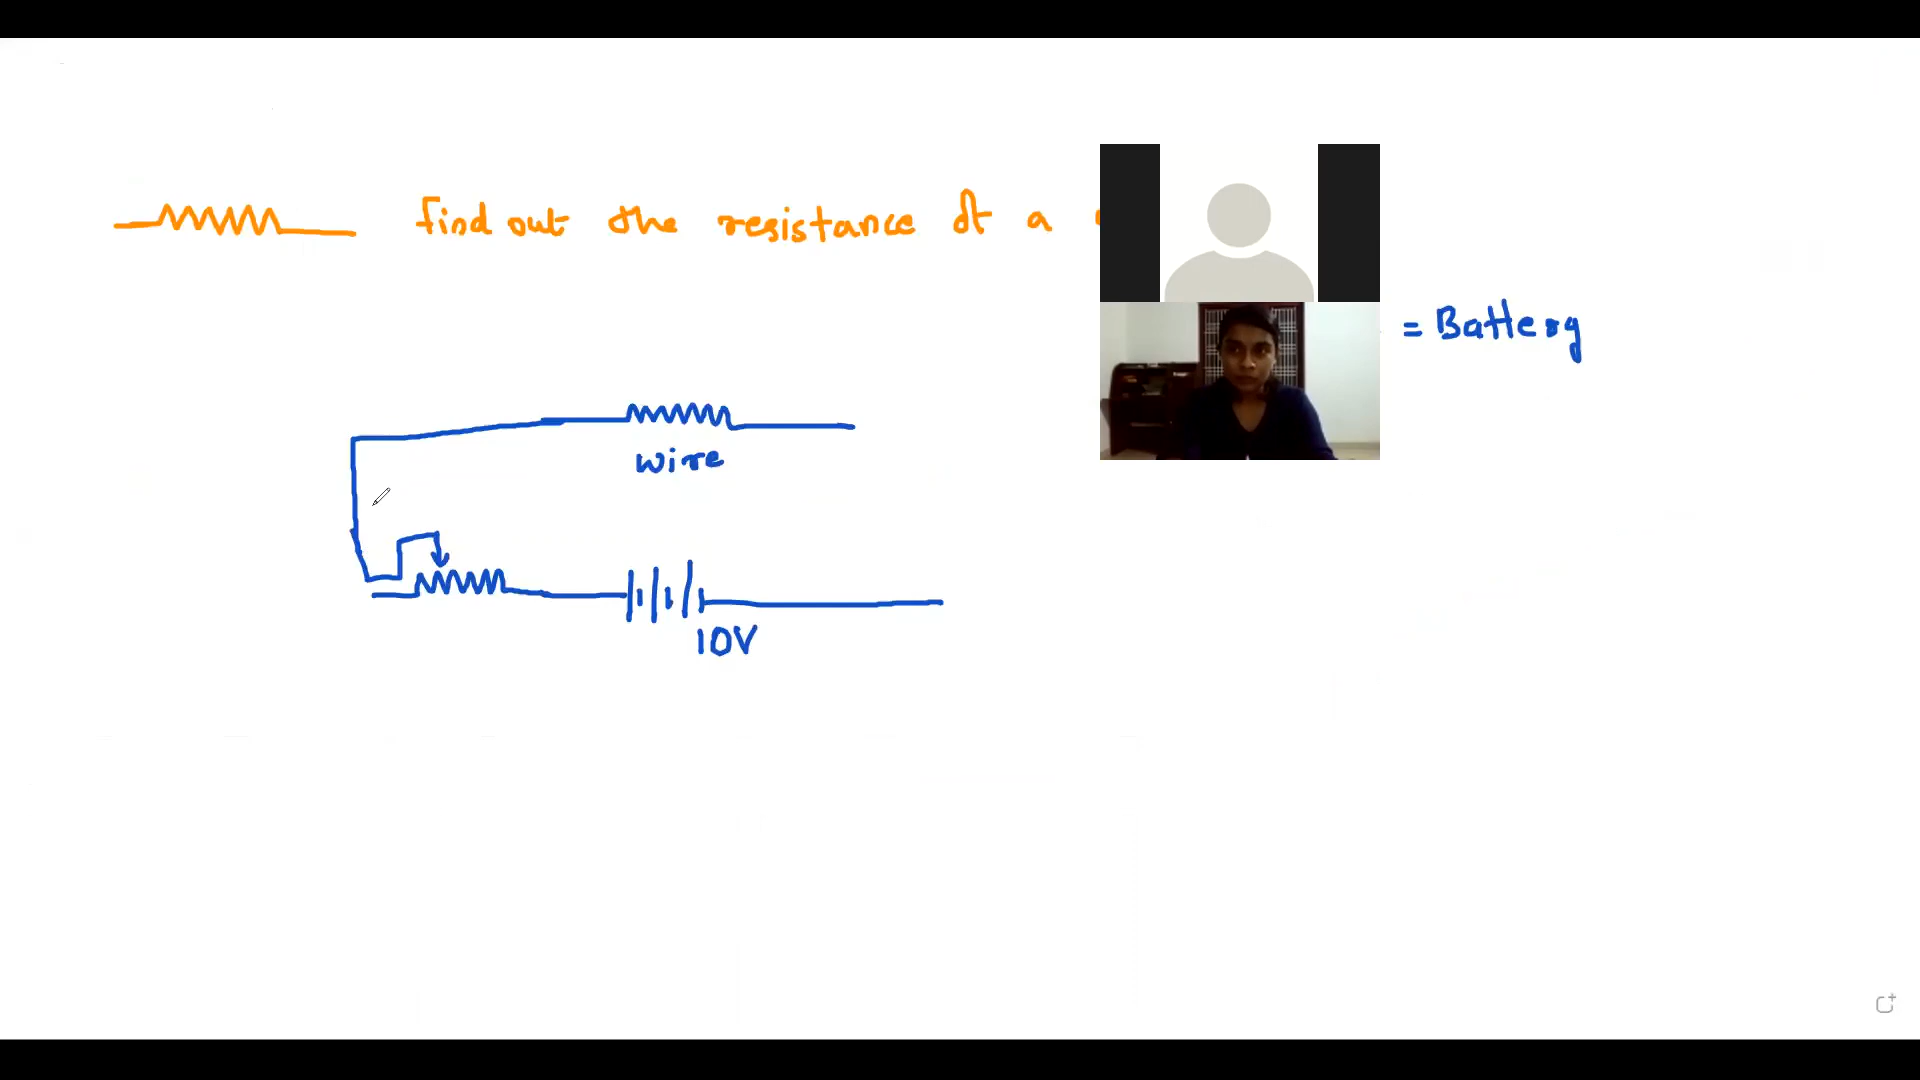 find out the resistance of a
= Battery
wire
10V